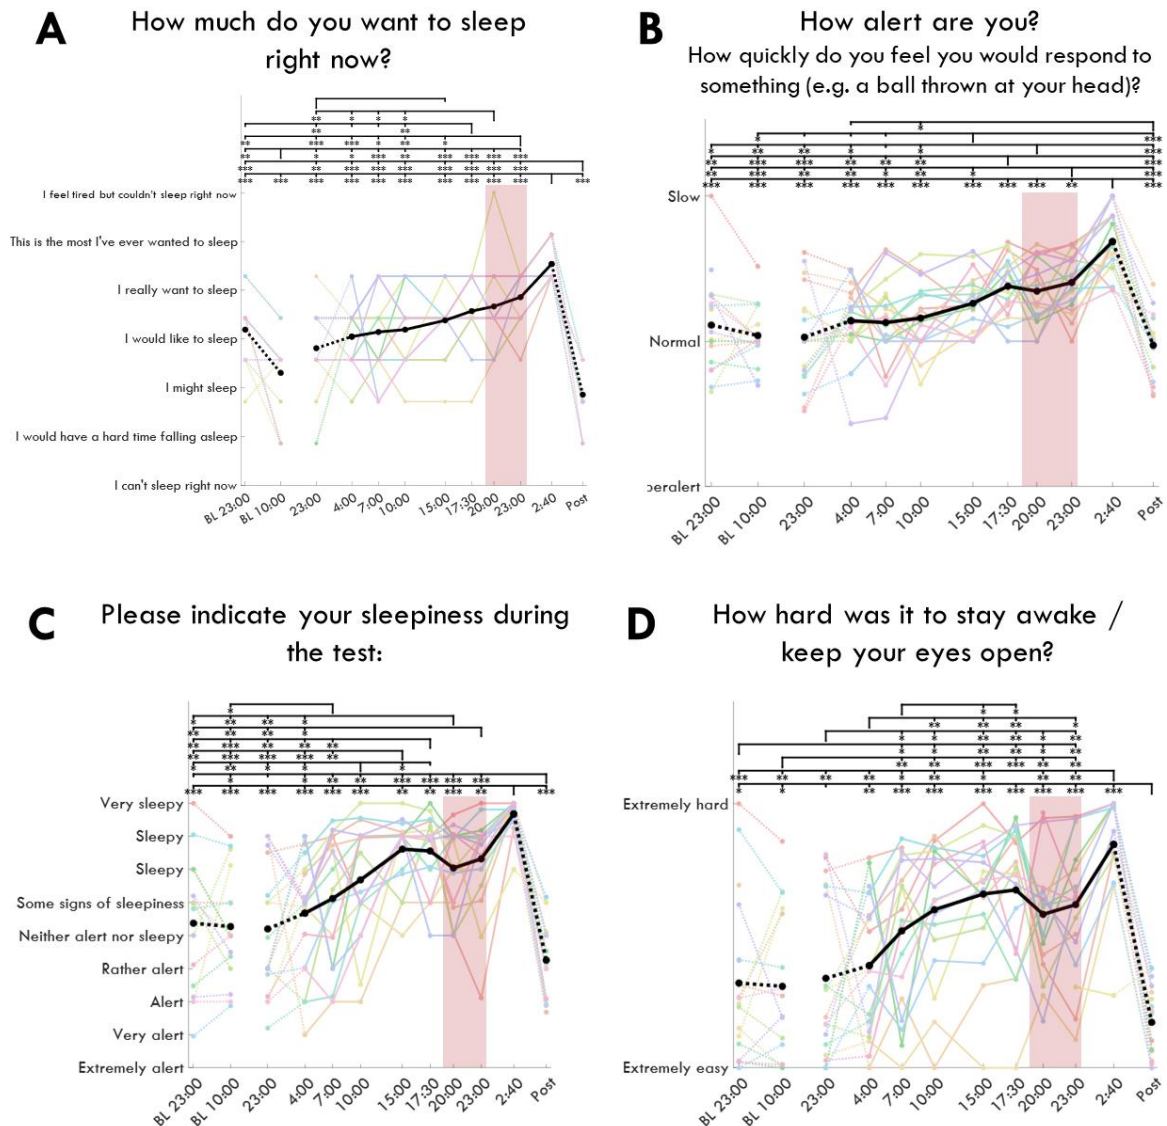 A
How much do you want to sleep
right now?
I feel tired but couldn't sleep right now
This is the most I've ever wanted to sleep
I really want to sleep
I would like to sleep
I might sleep
I would have a hard time falling asleep
I can't sleep right now
BL 23:00
BL 10:00
23:00
4:00
7:00
10:00
15:00
17:30
20:00
23:00
2:40
Post
B
How alert are you?
How quickly do you feel you would respond to
something (e.g. a ball thrown at your head)?
Slow
Normal
eralert
BL 23:00
BL 10:00
23:00
4:00
7:00
10:00
15:00
17:30
20:00
23:00
2:40
Post
C
Please indicate your sleepiness during
the test:
Very sleepy
Sleepy
Sleepy
Some signs of sleepiness
Neither alert nor sleepy
Rather alert
Alert
Very alert
Extremely alert
BL 23:00
BL 10:00
23:00
4:00
7:00
10:00
15:00
17:30
20:00
23:00
2:40
Post
D
How hard was it to stay awake /
keep your eyes open?
Extremely hard
Extremely easy
BL 23:00
BL 10:00
23:00
4:00
7:00
10:00
15:00
17:30
20:00
23:00
2:40
Post